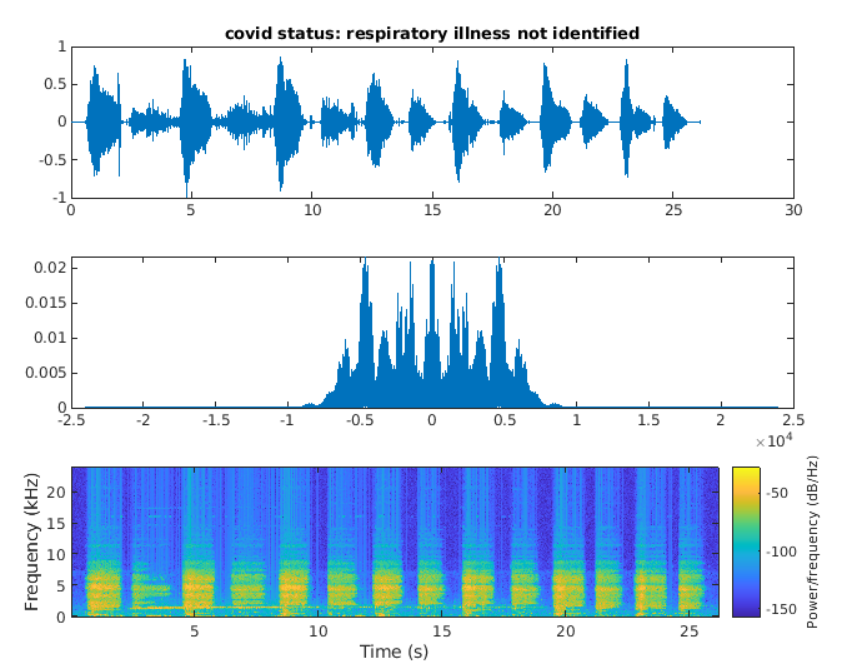 covid status: respiratory illness not identified
1
0.5
0
-0.5
-1
0 5 10 15 20 25 30
0.02
0.015
0.01
0.005
0
-2.5 -2 -1.5 -1 -0.5 0 0.5 1 1.5 2 2.5
×10⁴
Frequency (kHz)
20
15
10
5
0
5 10 15 20 25
Time (s)
-50
-100
-150
Power/frequency (dB/Hz)